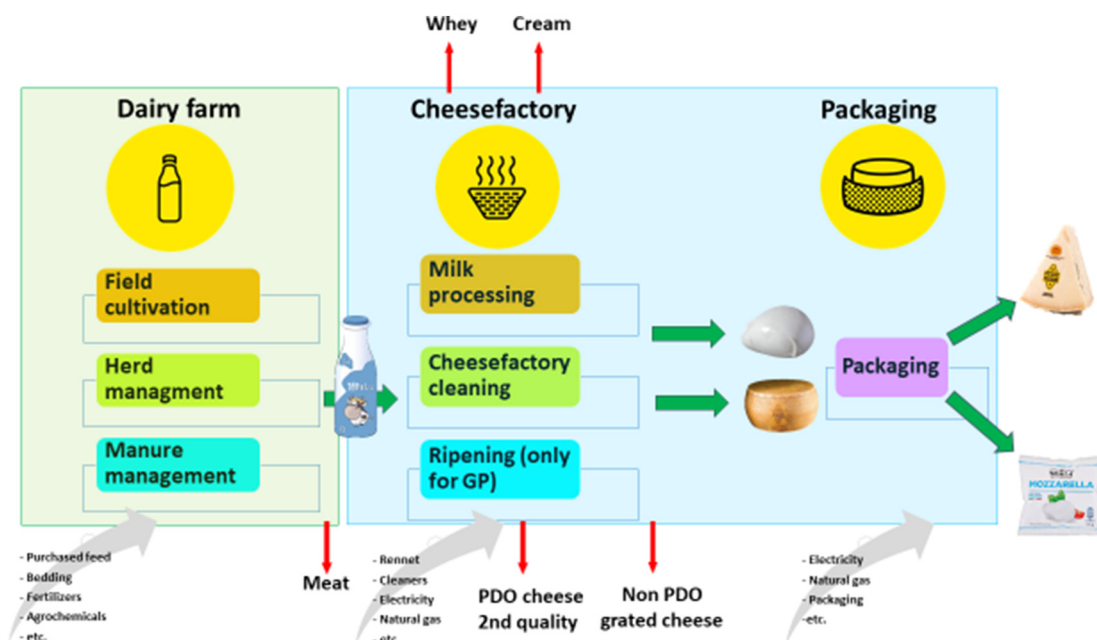 Whey
Cream
Dairy farm
Cheesefactory
Packaging
Field
cultivation
Herd
managment
Manure
management
Milk
processing
Cheesefactory
cleaning
Ripening (only
for GP)
Packaging
MOZZARELLA
- Purchased feed
- Bedding
- Fertilizers
- Agrochemicals
- etc.
Meat
- Rennet
- Cleaners
- Electricity
- Natural gas
- etc
PDO cheese
2nd quality
Non PDO
grated cheese
- Electricity
- Natural gas
- Packaging
-etc.